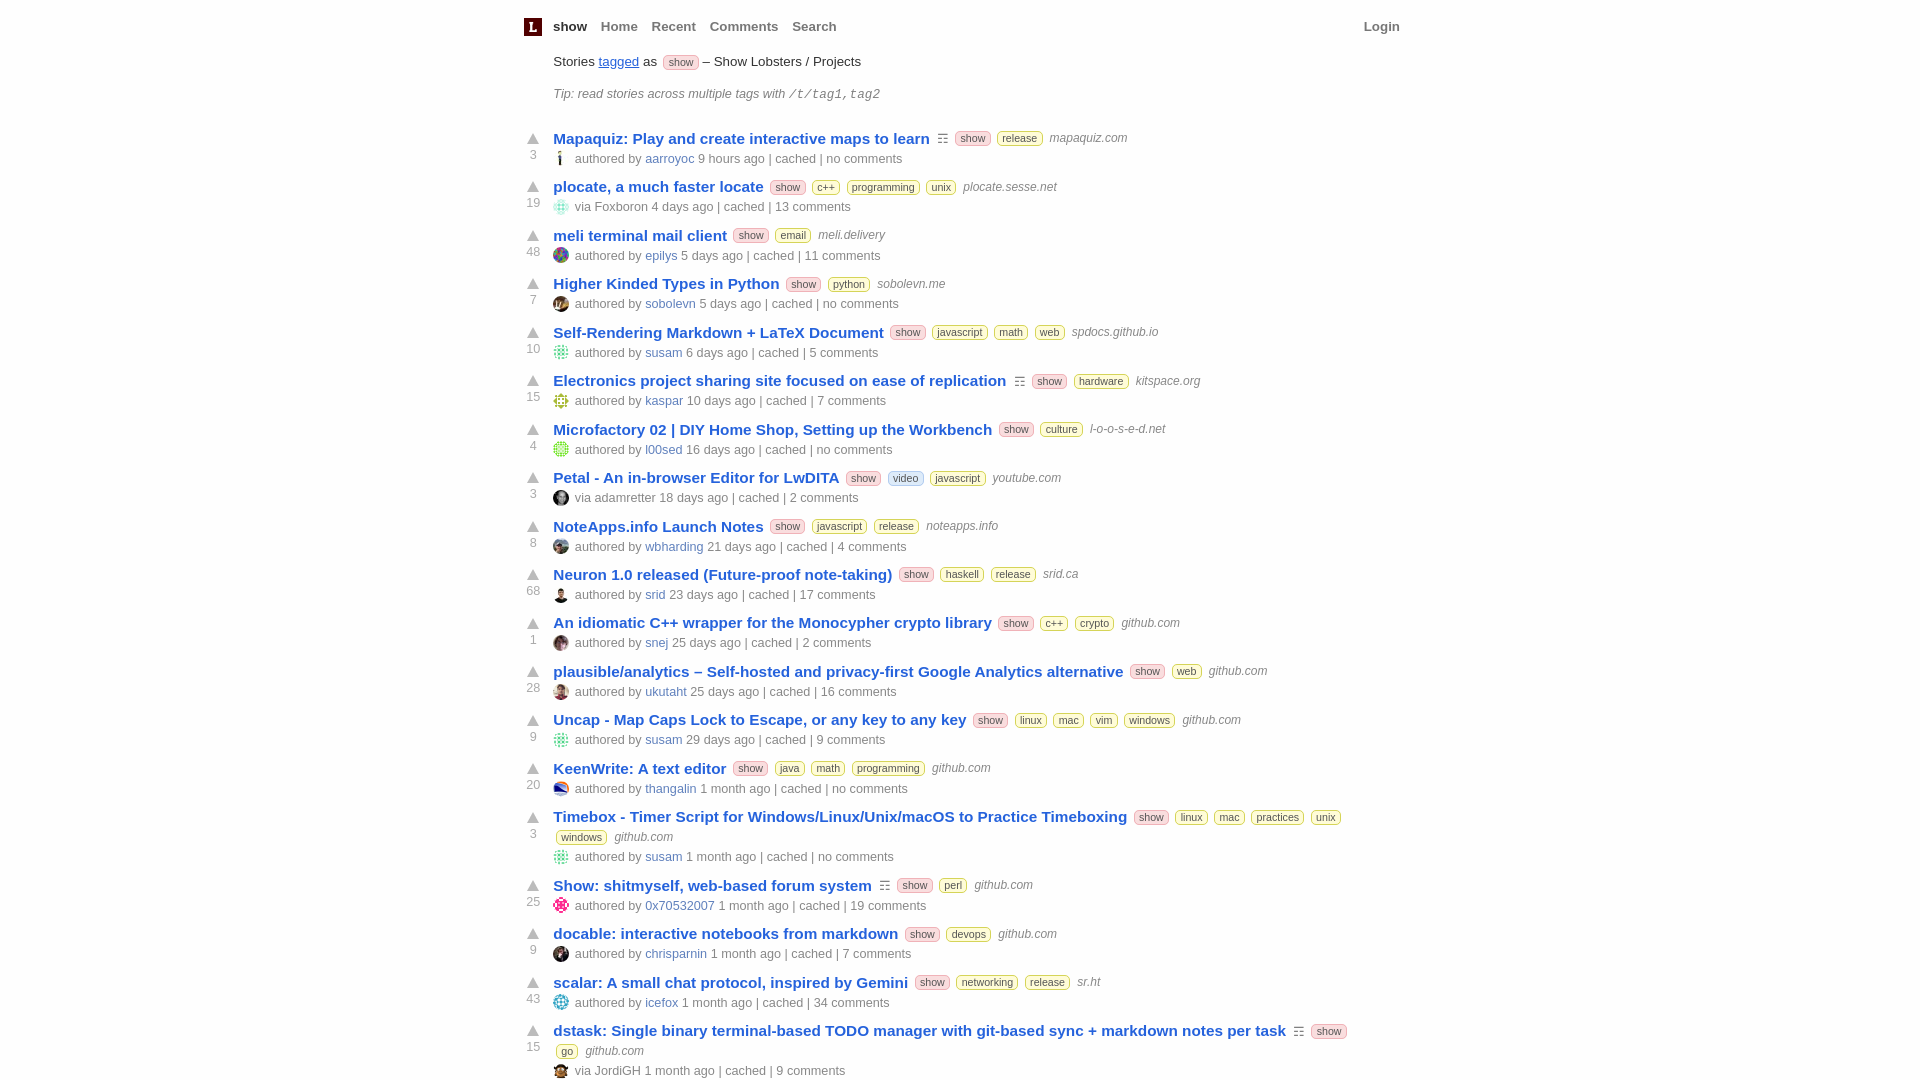 L show Home Recent Comments Search Login
Stories tagged as show – Show Lobsters / Projects
Tip: read stories across multiple tags with /t/tag1,tag2
Mapaquiz: Play and create interactive maps to learn ☶ show release mapaquiz.com
3 authored by aarroyoc 9 hours ago | cached | no comments
plocate, a much faster locate show c++ programming unix plocate.sesse.net
19 via Foxboron 4 days ago | cached | 13 comments
meli terminal mail client show email meli.delivery
48 authored by epilys 5 days ago | cached | 11 comments
Higher Kinded Types in Python show python sobolevn.me
7 authored by sobolevn 5 days ago | cached | no comments
Self-Rendering Markdown + LaTeX Document show javascript math web spdocs.github.io
10 authored by susam 6 days ago | cached | 5 comments
Electronics project sharing site focused on ease of replication ☶ show hardware kitspace.org
15 authored by kaspar 10 days ago | cached | 7 comments
Microfactory 02 | DIY Home Shop, Setting up the Workbench show culture l-o-o-s-e-d.net
4 authored by l00sed 16 days ago | cached | no comments
Petal - An in-browser Editor for LwDITA show video javascript youtube.com
3 via adamretter 18 days ago | cached | 2 comments
NoteApps.info Launch Notes show javascript release noteapps.info
8 authored by wbharding 21 days ago | cached | 4 comments
Neuron 1.0 released (Future-proof note-taking) show haskell release srid.ca
68 authored by srid 23 days ago | cached | 17 comments
An idiomatic C++ wrapper for the Monocypher crypto library show c++ crypto github.com
1 authored by snej 25 days ago | cached | 2 comments
plausible/analytics – Self-hosted and privacy-first Google Analytics alternative show web github.com
28 authored by ukutaht 25 days ago | cached | 16 comments
Uncap - Map Caps Lock to Escape, or any key to any key show linux mac vim windows github.com
9 authored by susam 29 days ago | cached | 9 comments
KeenWrite: A text editor show java math programming github.com
20 authored by thangalin 1 month ago | cached | no comments
Timebox - Timer Script for Windows/Linux/Unix/macOS to Practice Timeboxing show linux mac practices unix
3 windows github.com
authored by susam 1 month ago | cached | no comments
Show: shitmyself, web-based forum system ☶ show perl github.com
25 authored by 0x70532007 1 month ago | cached | 19 comments
docable: interactive notebooks from markdown show devops github.com
9 authored by chrisparnin 1 month ago | cached | 7 comments
scalar: A small chat protocol, inspired by Gemini show networking release sr.ht
43 authored by icefox 1 month ago | cached | 34 comments
dstask: Single binary terminal-based TODO manager with git-based sync + markdown notes per task ☶ show
15 go github.com
via JordiGH 1 month ago | cached | 9 comments